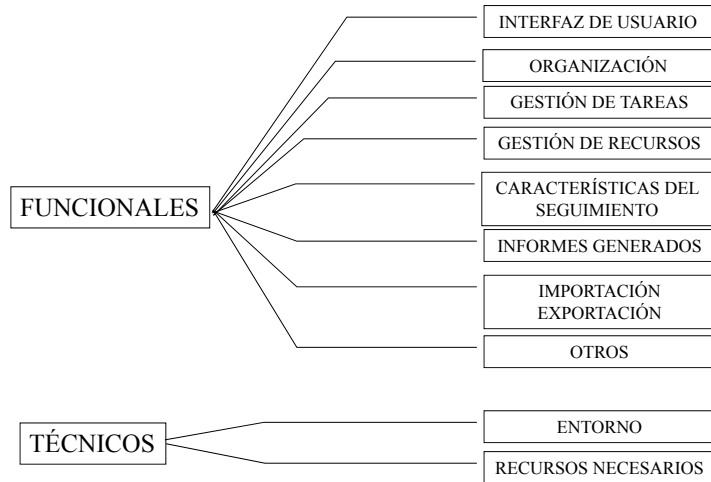 INTERFAZ DE USUARIO
ORGANIZACIÓN
GESTIÓN DE TAREAS
GESTIÓN DE RECURSOS
FUNCIONALES
CARACTERÍSTICAS DEL
SEGUIMIENTO
INFORMES GENERADOS
IMPORTACIÓN
EXPORTACIÓN
OTROS
TÉCNICOS
ENTORNO
RECURSOS NECESARIOS